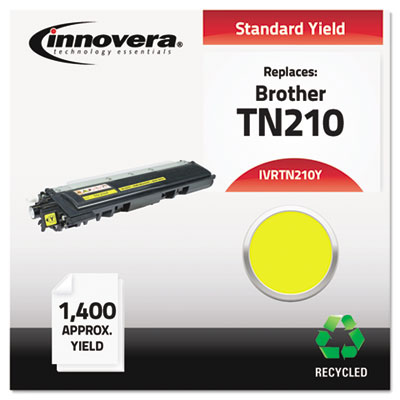 innovera
technology essentials
Standard Yield
Replaces:
Brother
TN210
IVRTN210Y
1,400
APPROX.
YIELD
RECYCLED